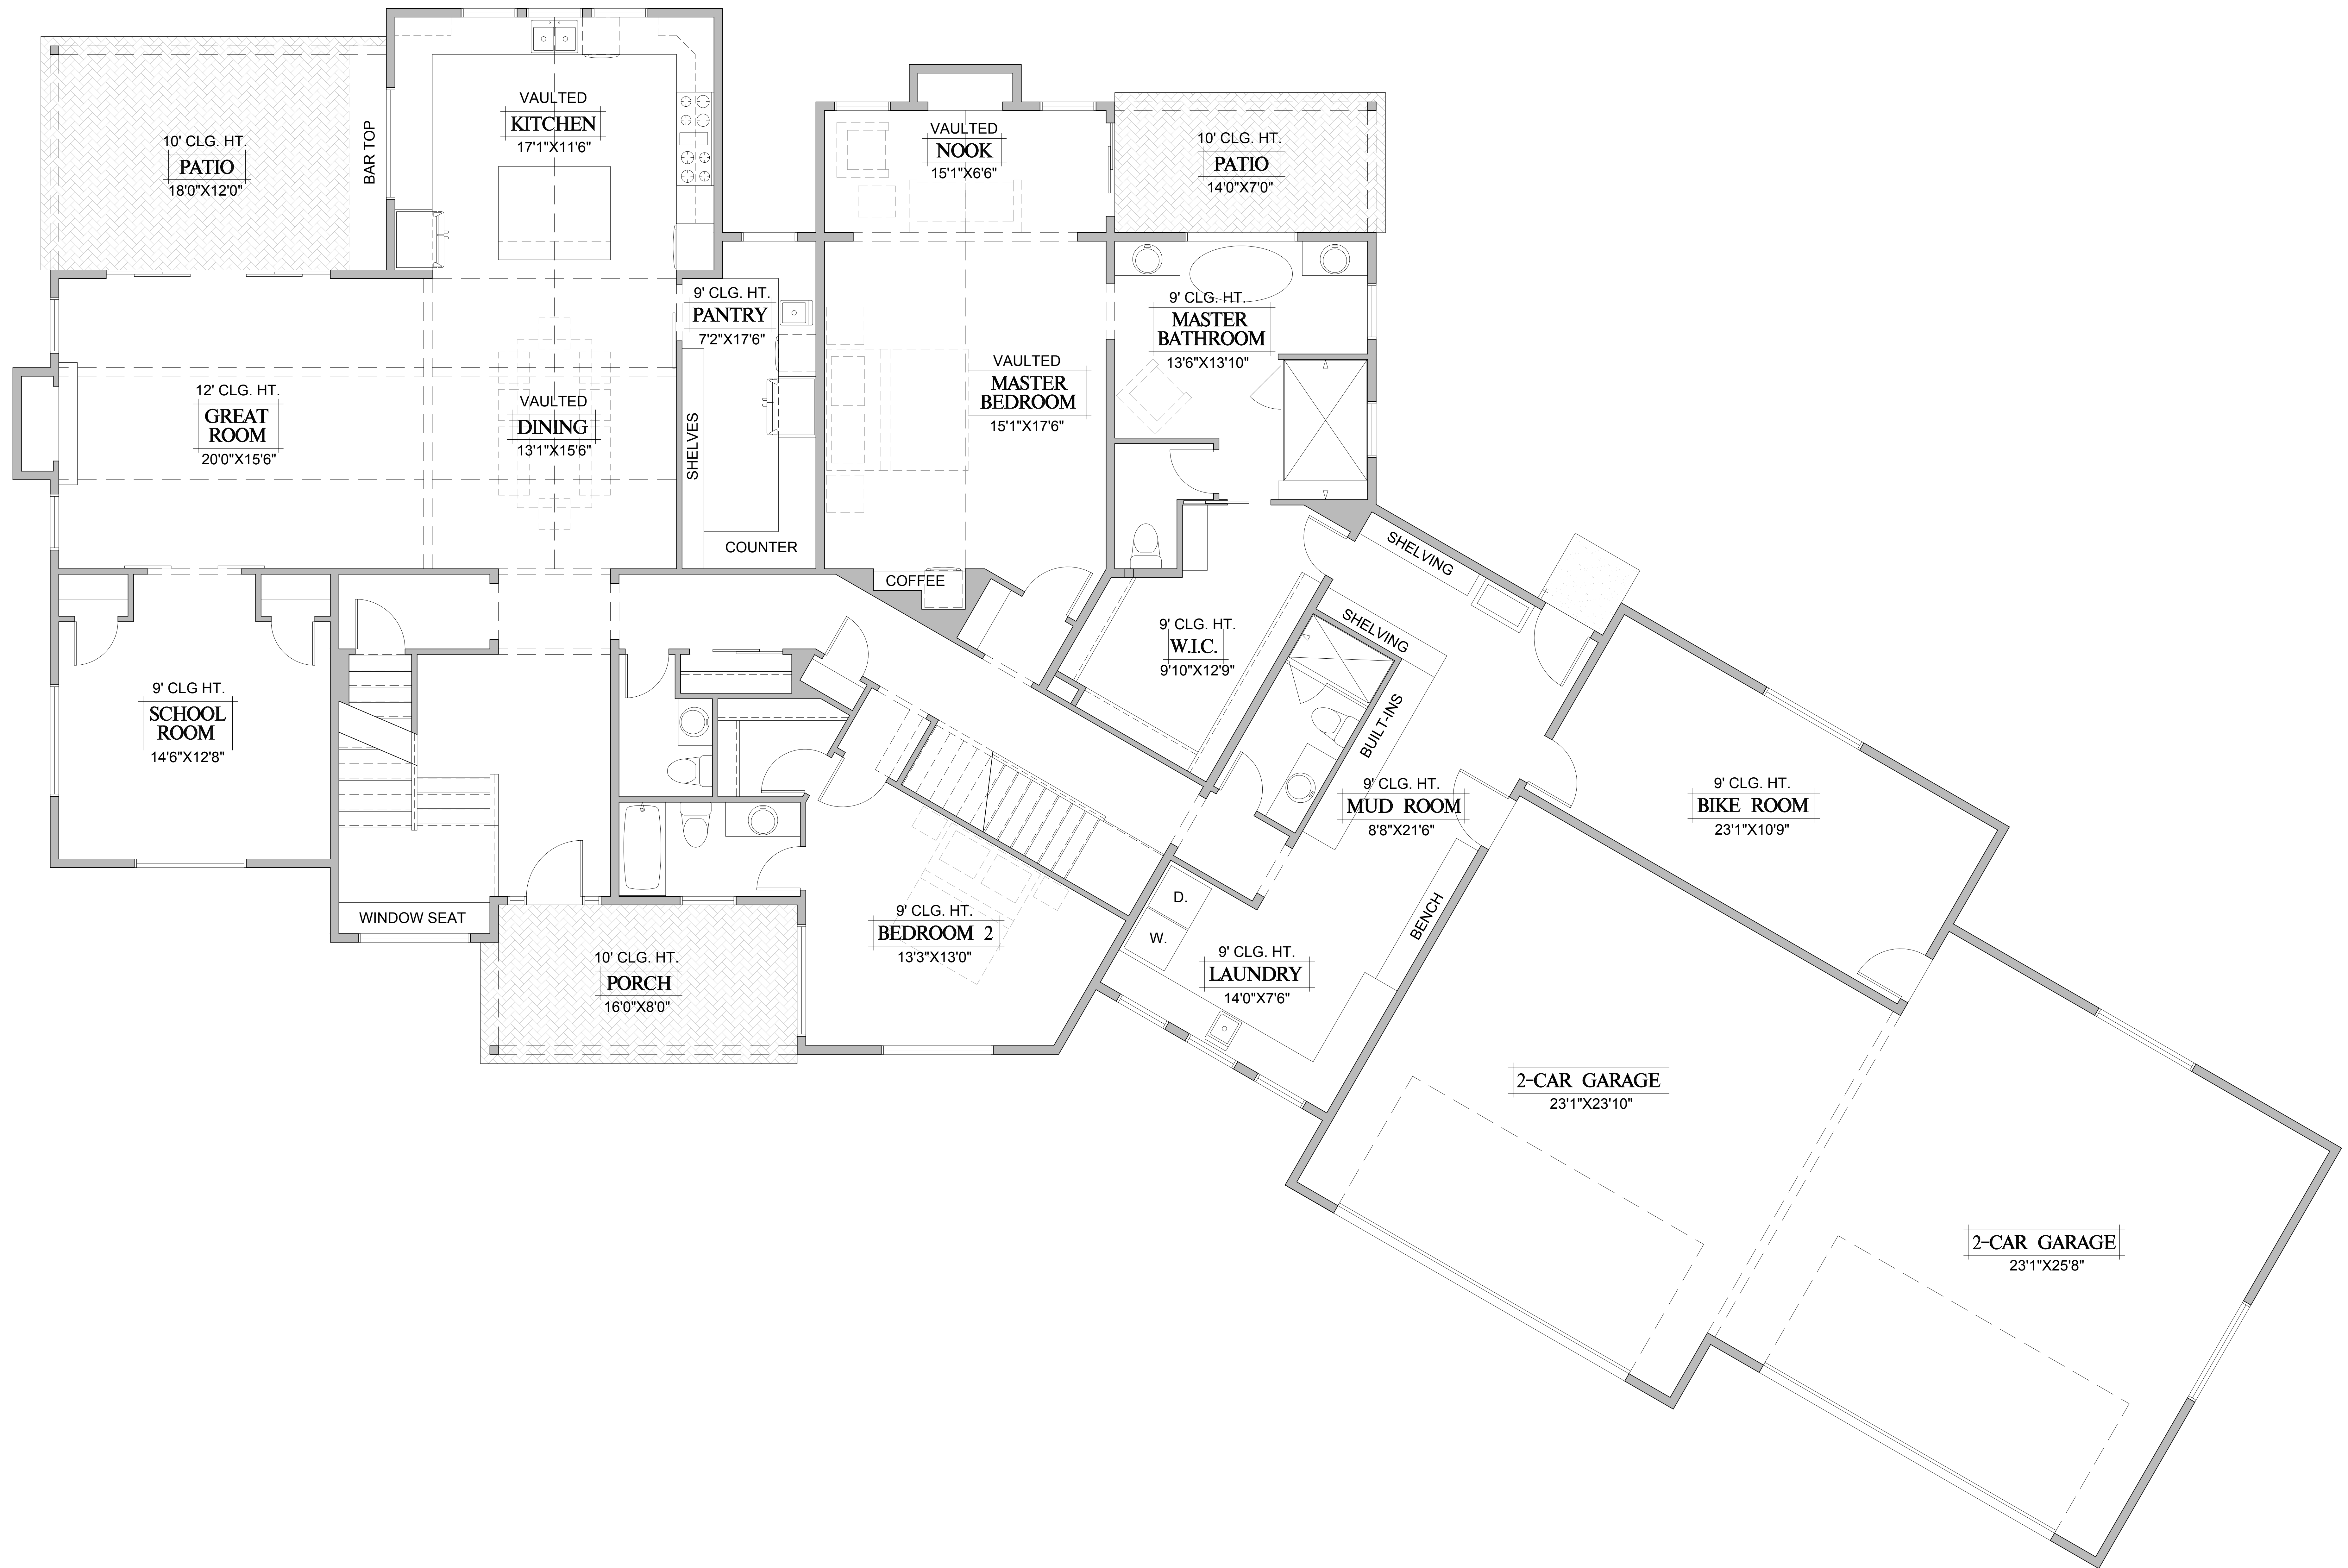 VAULTED
KITCHEN
17'1"X11'6"
10' CLG. HT.
PATIO
18'0"X12'0"
BAR TOP
VAULTED
NOOK
15'1"X6'6"
10' CLG. HT.
PATIO
14'0"X7'0"
9' CLG. HT.
PANTRY
7'2"X17'6"
SHELVES
COUNTER
9' CLG. HT.
MASTER
BATHROOM
13'6"X13'10"
VAULTED
MASTER
BEDROOM
15'1"X17'6"
12' CLG. HT.
GREAT
ROOM
20'0"X15'6"
VAULTED
DINING
13'1"X15'6"
COFFEE
SHELVING
SHELVING
9' CLG. HT.
W.I.C.
9'10"X12'9"
BUILT-INS
9' CLG HT.
SCHOOL
ROOM
14'6"X12'8"
9' CLG. HT.
MUD ROOM
8'8"X21'6"
9' CLG. HT.
BIKE ROOM
23'1"X10'9"
WINDOW SEAT
9' CLG. HT.
BEDROOM 2
13'3"X13'0"
D.
W.
BENCH
9' CLG. HT.
LAUNDRY
14'0"X7'6"
10' CLG. HT.
PORCH
16'0"X8'0"
2-CAR GARAGE
23'1"X23'10"
2-CAR GARAGE
23'1"X25'8"